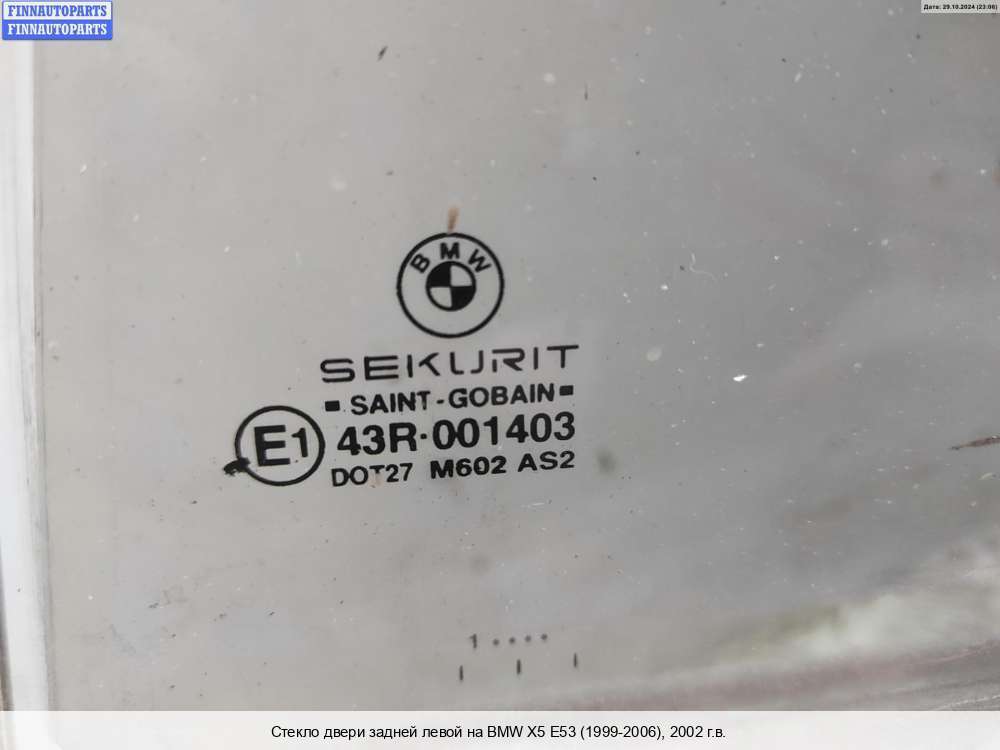 FINNAUTOPARTS
FINNAUTOPARTS
Дата: 29.10.2024 (23:06)
BMW
SEKURIT
SAINT-GOBAIN
E1 43R-001403
DOT27 M602 AS2
1 ....
Стекло двери задней левой на BMW X5 E53 (1999-2006), 2002 г.в.